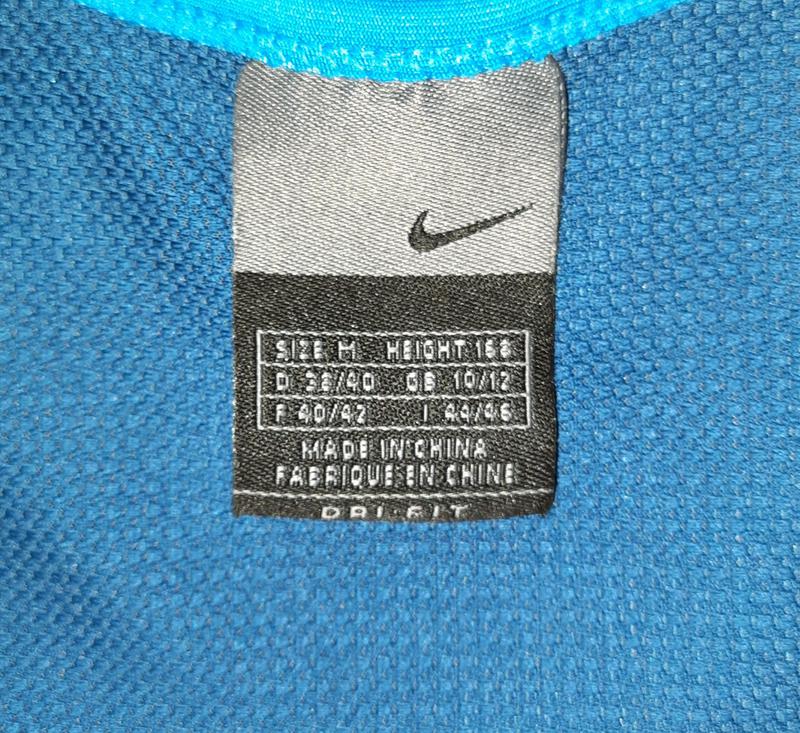 SIZE M HEIGHT 168
D 38/40 GB 10/12
F 40/42 I 44/46
MADE IN CHINA
FABRIQUE EN CHINE
DRI-FIT